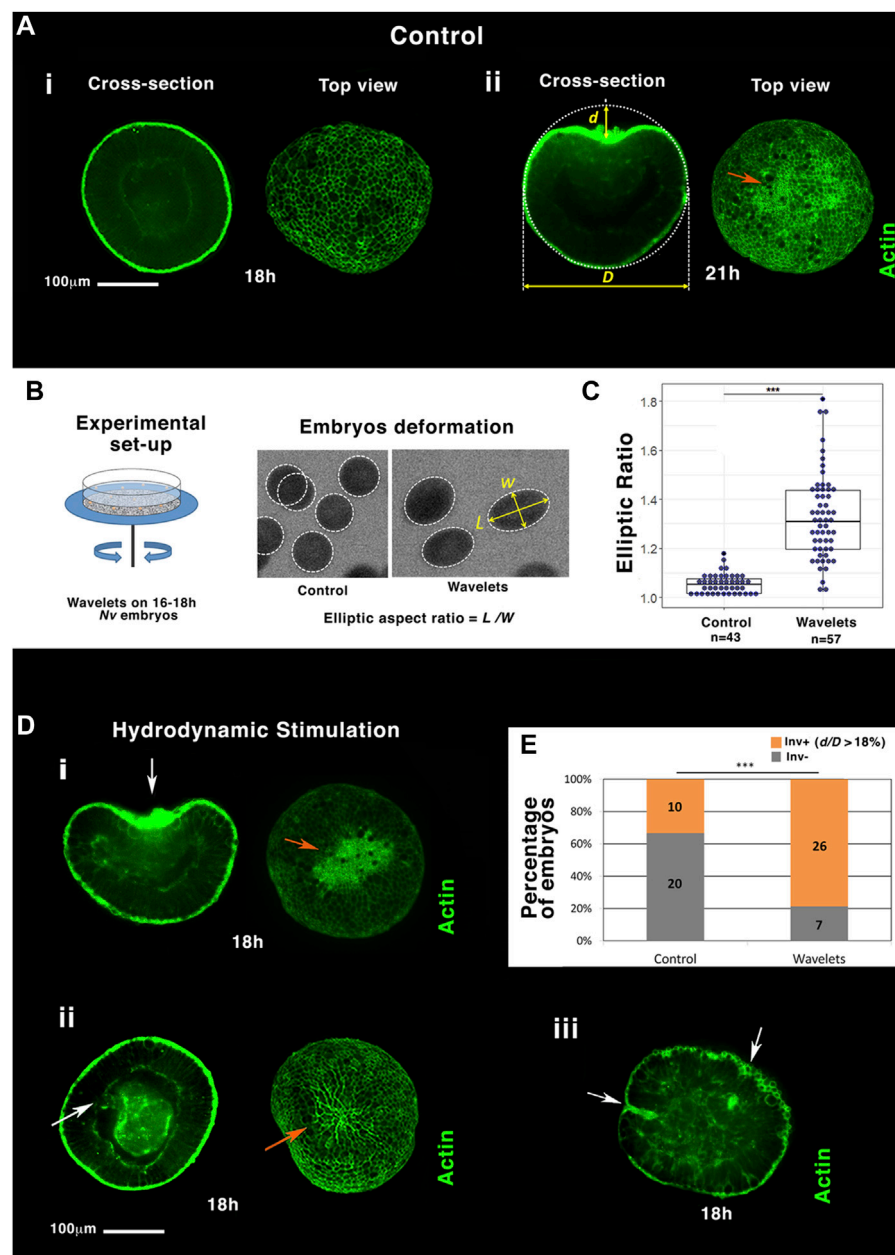 A
Control
i
Cross-section
Top view
ii
Cross-section
Top view
d
100µm
18h
D
21h
Actin
B
Experimental
set-up
Wavelets on 16-18h
Nv embryos
Embryos deformation
W
L
Control
Wavelets
Elliptic aspect ratio = L /W
C
***
Elliptic Ratio
1.8
1.6
1.4
1.2
1.0
Control
n=43
Wavelets
n=57
D
Hydrodynamic Stimulation
i
18h
Actin
E
Inv+ (d/D > 18%)
Inv-
***
Percentage
of embryos
100%
80%
60%
40%
20%
0%
10
20
26
7
Control
Wavelets
ii
18h
100µm
Actin
iii
18h
Actin